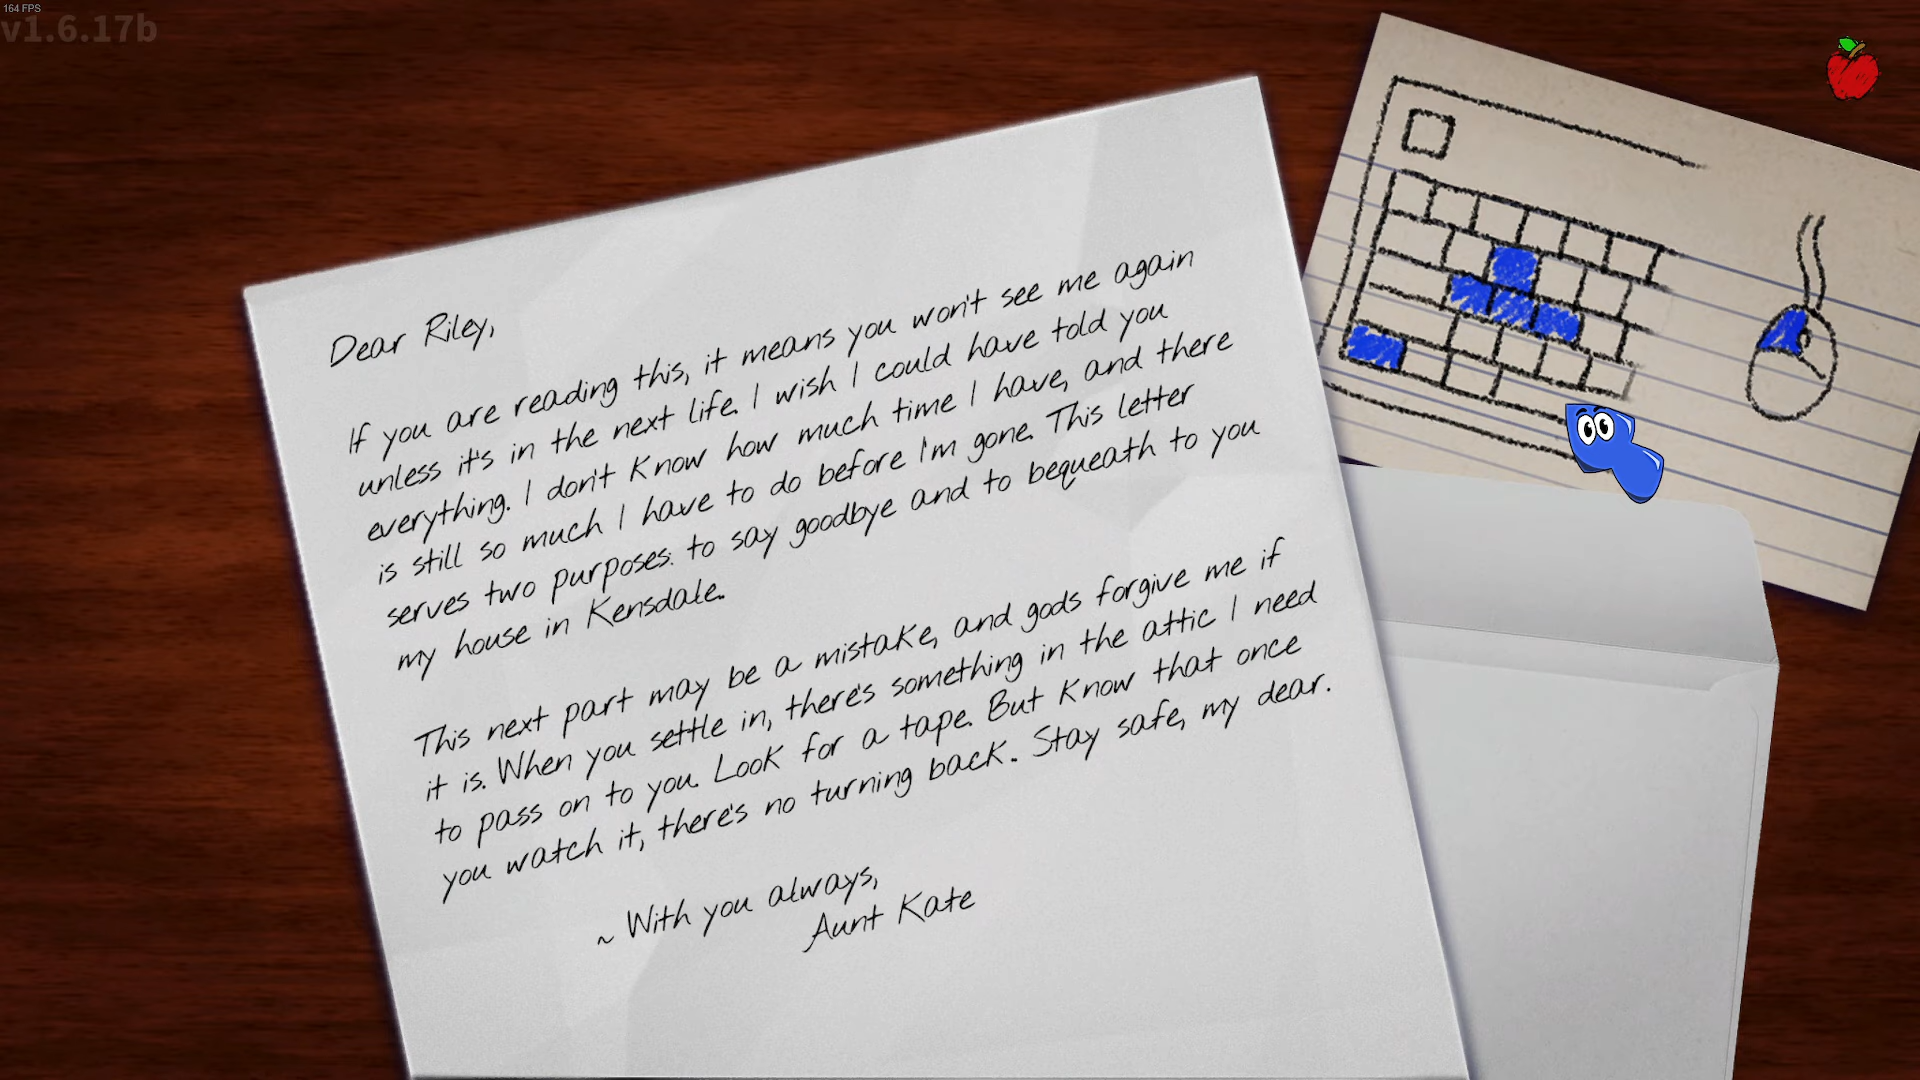 164 FPS
v1.6.17b
Dear Riley,
If you are reading this, it means you won't see me again
unless it's in the next life. I wish I could have told you
everything. I don't know how much time I have, and there
is still so much I have to do before I'm gone. This letter
serves two purposes: to say goodbye and to bequeath to you
my house in Kensdale.
This next part may be a mistake, and gods forgive me if
it is. When you settle in, there's something in the attic I need
to pass on to you. Look for a tape. But know that once
you watch it, there's no turning back. Stay safe, my dear.
~ With you always,
Aunt Kate